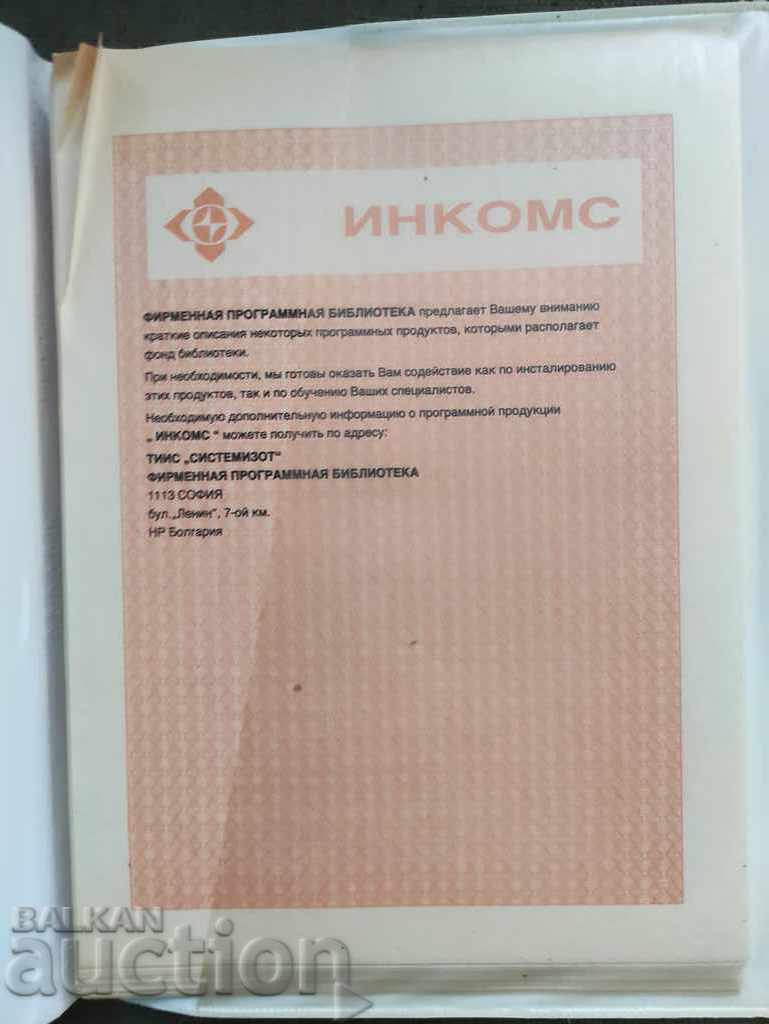 ИНКОМС
ФИРМЕННАЯ ПРОГРАММНАЯ БИБЛИОТЕКА предлагает Вашему вниманию
краткие описания некоторых программных продуктов, которыми располагает
фонд библиотеки.
При необходимости, мы готовы оказать Вам содействие как по инсталированию
этих продуктов, так и по обучению Ваших специалистов.
Необходимую дополнительную информацию о программной продукции
„ ИНКОМС “ можете получить по адресу:
ТИИС „СИСТЕМИЗОТ“
ФИРМЕННАЯ ПРОГРАММНАЯ БИБЛИОТЕКА
1113 СОФИЯ
бул.„Ленин“, 7-ой км.
НР Болгария
BALKAN
auction